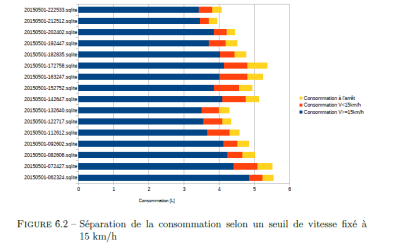 20150501-222533.sqlite
20150501-212512.sqlite
20150501-202402.sqlite
20150501-192447.sqlite
20150501-182835.sqlite
20150501-172758.sqlite
20150501-163247.sqlite
20150501-152752.sqlite
20150501-142647.sqlite
20150501-132640.sqlite
20150501-122717.sqlite
20150501-112612.sqlite
20150501-092602.sqlite
20150501-082608.sqlite
20150501-072427.sqlite
20150501-062324.sqlite
0 1 2 3 4 5 6
Consommation [L]
Consommation à l'arrêt
Consommation V<=15km/h
Consommation V>=15km/h
FIGURE 6.2 – Séparation de la consommation selon un seuil de vitesse fixé à
15 km/h